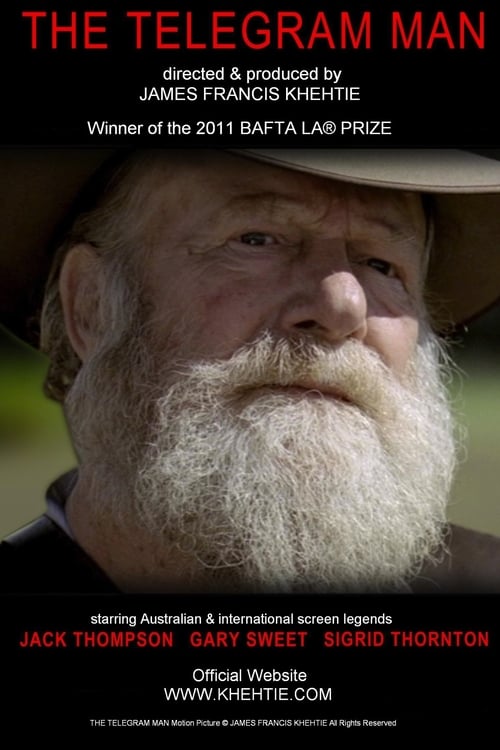 THE TELEGRAM MAN
directed & produced by
JAMES FRANCIS KHEHTIE
Winner of the 2011 BAFTA LA® PRIZE
starring Australian & international screen legends
JACK THOMPSON GARY SWEET SIGRID THORNTON
Official Website
WWW.KHEHTIE.COM
THE TELEGRAM MAN Motion Picture © JAMES FRANCIS KHEHTIE All Rights Reserved